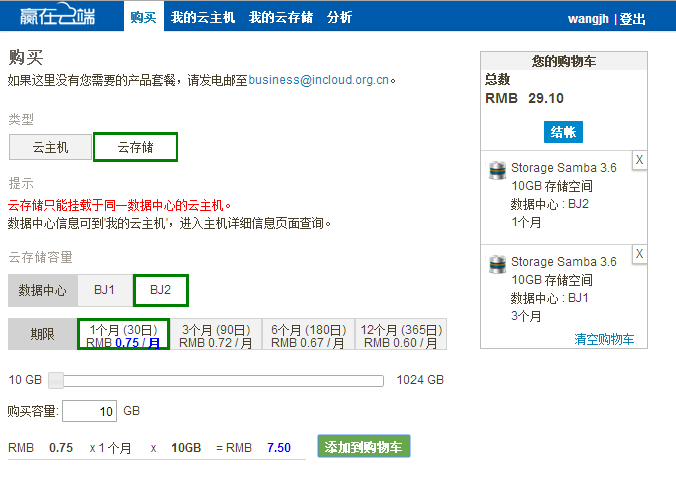 赢在云端 购买 我的云主机 我的云存储 分析 wangjh | 登出
购买
如果这里没有您需要的产品套餐，请发电邮至business@incloud.org.cn。
类型
云主机 云存储
提示
云存储只能挂载于同一数据中心的云主机。
数据中心信息可到'我的云主机'，进入主机详细信息页面查询。
云存储容量
数据中心 BJ1 BJ2
期限
1个月 (30日)
RMB 0.75 / 月
3个月 (90日)
RMB 0.72 / 月
6个月 (180日)
RMB 0.67 / 月
12个月 (365日)
RMB 0.60 / 月
10 GB 1024 GB
购买容量: 10 GB
RMB 0.75 x 1 个月 x 10GB = RMB 7.50 添加到购物车
您的购物车
总数
RMB 29.10
结帐
X
Storage Samba 3.6
10GB 存储空间
数据中心 : BJ2
1个月
X
Storage Samba 3.6
10GB 存储空间
数据中心 : BJ1
3个月
清空购物车